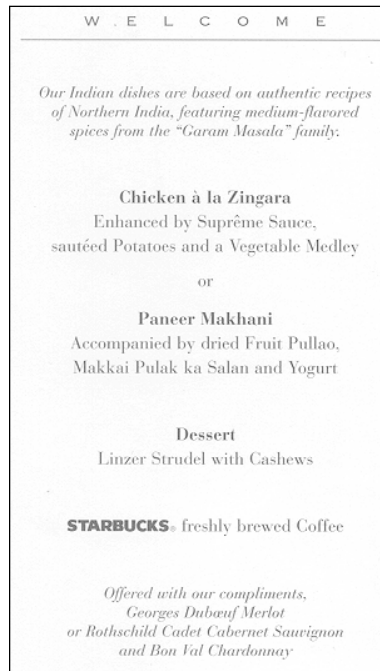 WELCOME
Our Indian dishes are based on authentic recipes
of Northern India, featuring medium-flavored
spices from the “Garam Masala” family.
Chicken à la Zingara
Enhanced by Suprême Sauce,
sautéed Potatoes and a Vegetable Medley
or
Paneer Makhani
Accompanied by dried Fruit Pullao,
Makkai Pulak ka Salan and Yogurt
Dessert
Linzer Strudel with Cashews
STARBUCKS® freshly brewed Coffee
Offered with our compliments,
Georges Dubœuf Merlot
or Rothschild Cadet Cabernet Sauvignon
and Bon Val Chardonnay